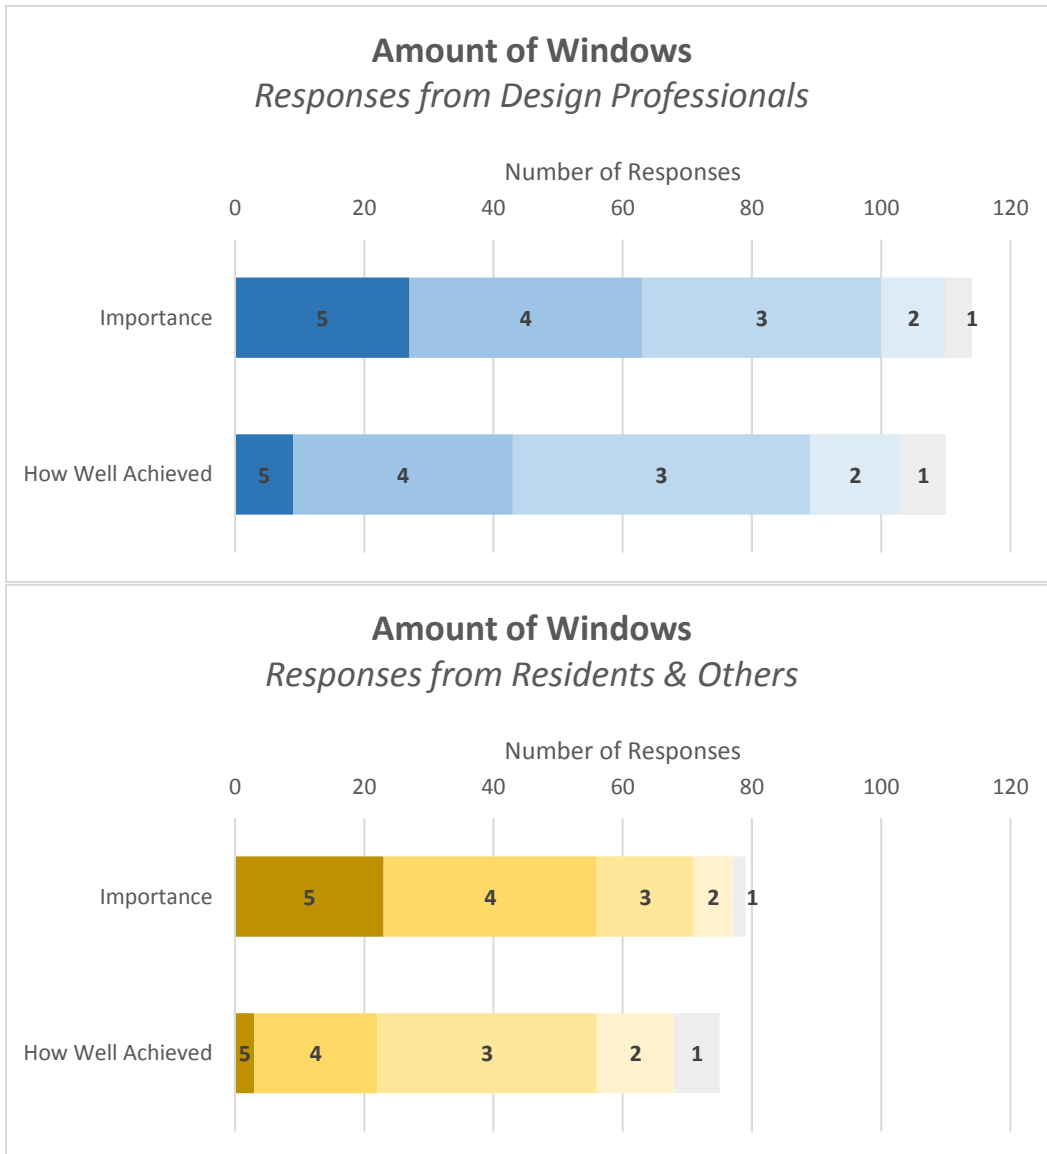 Amount of Windows
Responses from Design Professionals
Number of Responses
0 20 40 60 80 100 120
Importance 5 4 3 2 1
How Well Achieved 5 4 3 2 1
Amount of Windows
Responses from Residents & Others
Number of Responses
0 20 40 60 80 100 120
Importance 5 4 3 2 1
How Well Achieved 5 4 3 2 1